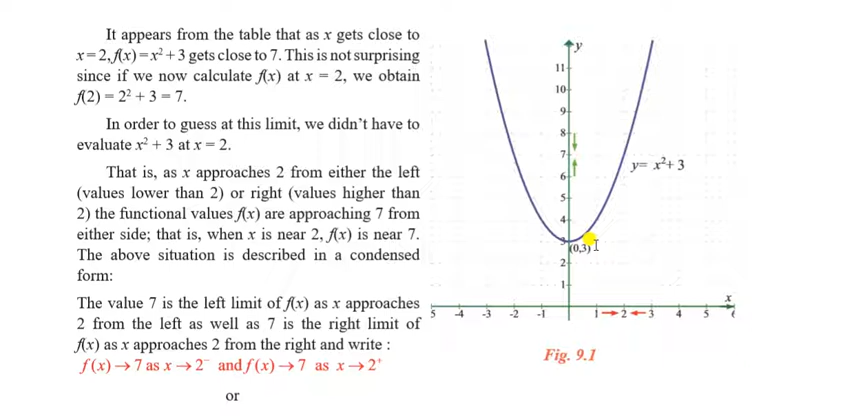 It appears from the table that as x gets close to
x = 2, f(x) = x² + 3 gets close to 7. This is not surprising
since if we now calculate f(x) at x = 2, we obtain
f(2) = 2² + 3 = 7.
In order to guess at this limit, we didn't have to
evaluate x² + 3 at x = 2.
That is, as x approaches 2 from either the left
(values lower than 2) or right (values higher than
2) the functional values f(x) are approaching 7 from
either side; that is, when x is near 2, f(x) is near 7.
The above situation is described in a condensed
form:
The value 7 is the left limit of f(x) as x approaches
2 from the left as well as 7 is the right limit of
f(x) as x approaches 2 from the right and write :
f(x) → 7 as x → 2⁻ and f(x) → 7 as x → 2⁺
or
y
11
10
9
8
7
6
5
4
3
2
1
y= x²+ 3
(0,3)
x
5 -4 -3 -2 -1 1 2 3 4 5
Fig. 9.1